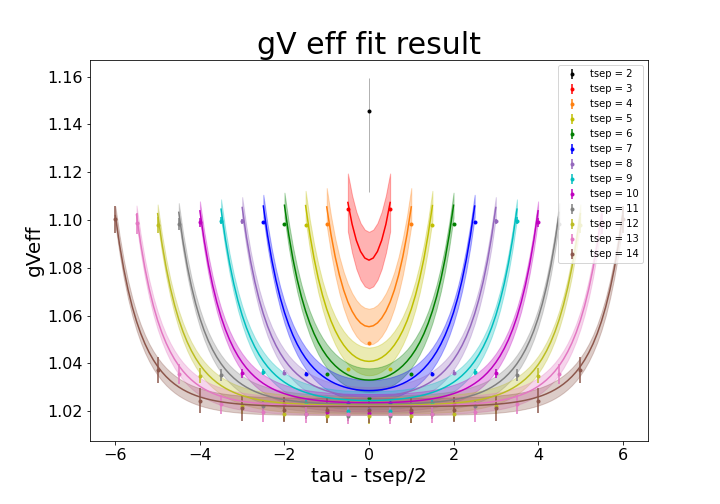 gV eff fit result
gVeff
1.16
1.14
1.12
1.10
1.08
1.06
1.04
1.02
−6
−4
−2
0
2
4
6
tau - tsep/2
tsep = 2
tsep = 3
tsep = 4
tsep = 5
tsep = 6
tsep = 7
tsep = 8
tsep = 9
tsep = 10
tsep = 11
tsep = 12
tsep = 13
tsep = 14